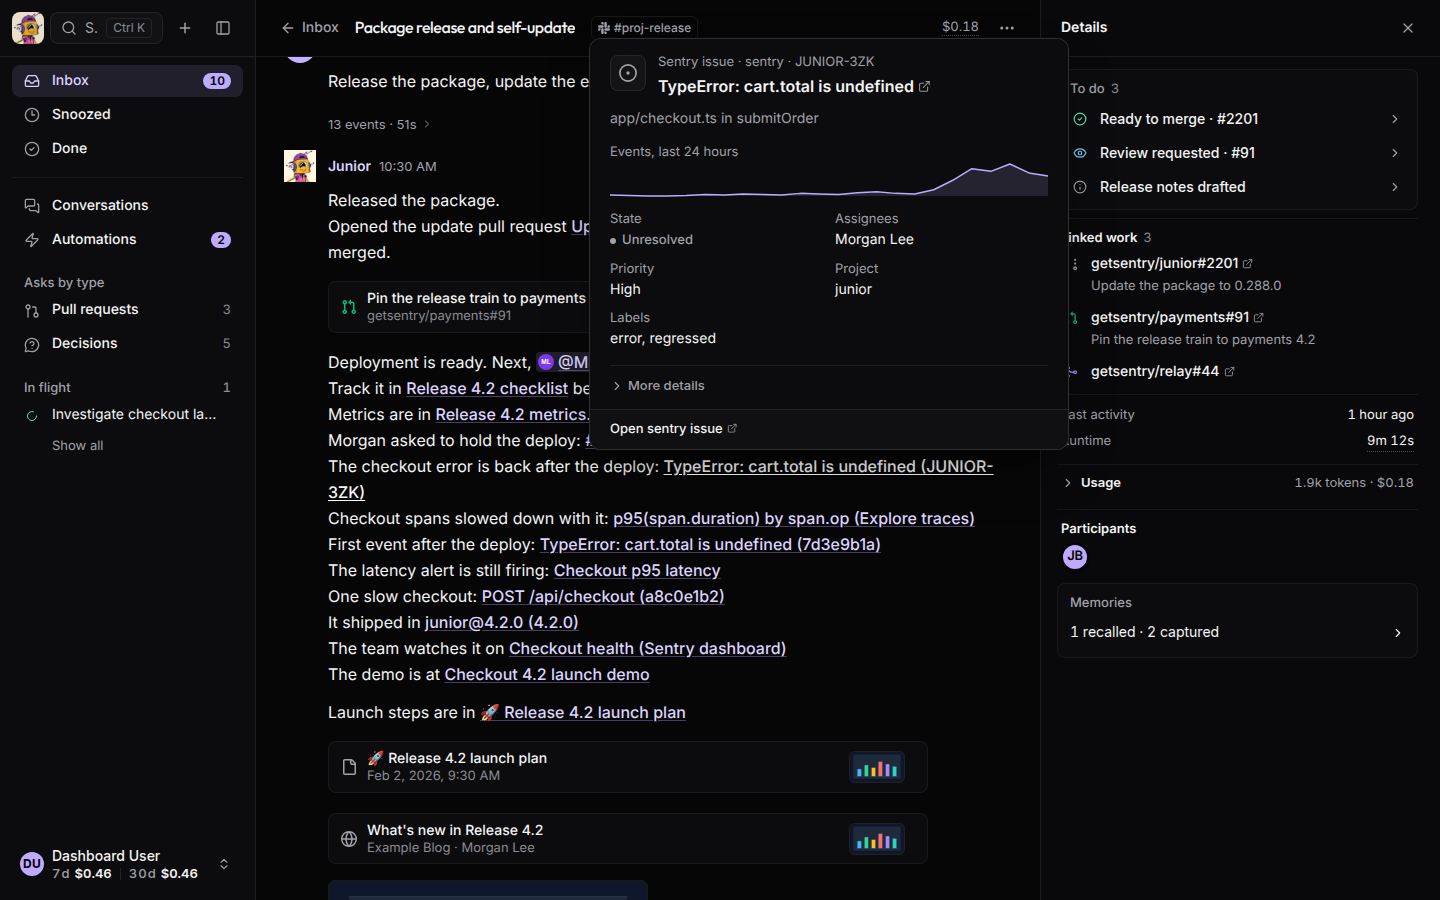 S.
Ctrl K
Inbox
10
Snoozed
Done
Conversations
Automations
2
Asks by type
Pull requests
3
Decisions
5
In flight
1
Investigate checkout la...
Show all
DU
Dashboard User
7d $0.46
30d $0.46
Inbox
Package release and self-update
#proj-release
$0.18
Release the package, update the e
13 events · 51s
Junior 10:30 AM
Released the package.
Opened the update pull request Up
merged.
Pin the release train to payments
getsentry/payments#91
Deployment is ready. Next, ML @M
Track it in Release 4.2 checklist be
Metrics are in Release 4.2 metrics.
Morgan asked to hold the deploy: #
The checkout error is back after the deploy: TypeError: cart.total is undefined (JUNIOR-
3ZK)
Checkout spans slowed down with it: p95(span.duration) by span.op (Explore traces)
First event after the deploy: TypeError: cart.total is undefined (7d3e9b1a)
The latency alert is still firing: Checkout p95 latency
One slow checkout: POST /api/checkout (a8c0e1b2)
It shipped in junior@4.2.0 (4.2.0)
The team watches it on Checkout health (Sentry dashboard)
The demo is at Checkout 4.2 launch demo
Launch steps are in 🚀 Release 4.2 launch plan
🚀 Release 4.2 launch plan
Feb 2, 2026, 9:30 AM
What's new in Release 4.2
Example Blog · Morgan Lee
Sentry issue · sentry · JUNIOR-3ZK
TypeError: cart.total is undefined
app/checkout.ts in submitOrder
Events, last 24 hours
State
Unresolved
Assignees
Morgan Lee
Priority
High
Project
junior
Labels
error, regressed
More details
Open sentry issue
Details
To do 3
Ready to merge · #2201
Review requested · #91
Release notes drafted
inked work 3
getsentry/junior#2201
Update the package to 0.288.0
getsentry/payments#91
Pin the release train to payments 4.2
getsentry/relay#44
ast activity
1 hour ago
untime
9m 12s
Usage
1.9k tokens · $0.18
Participants
JB
Memories
1 recalled · 2 captured